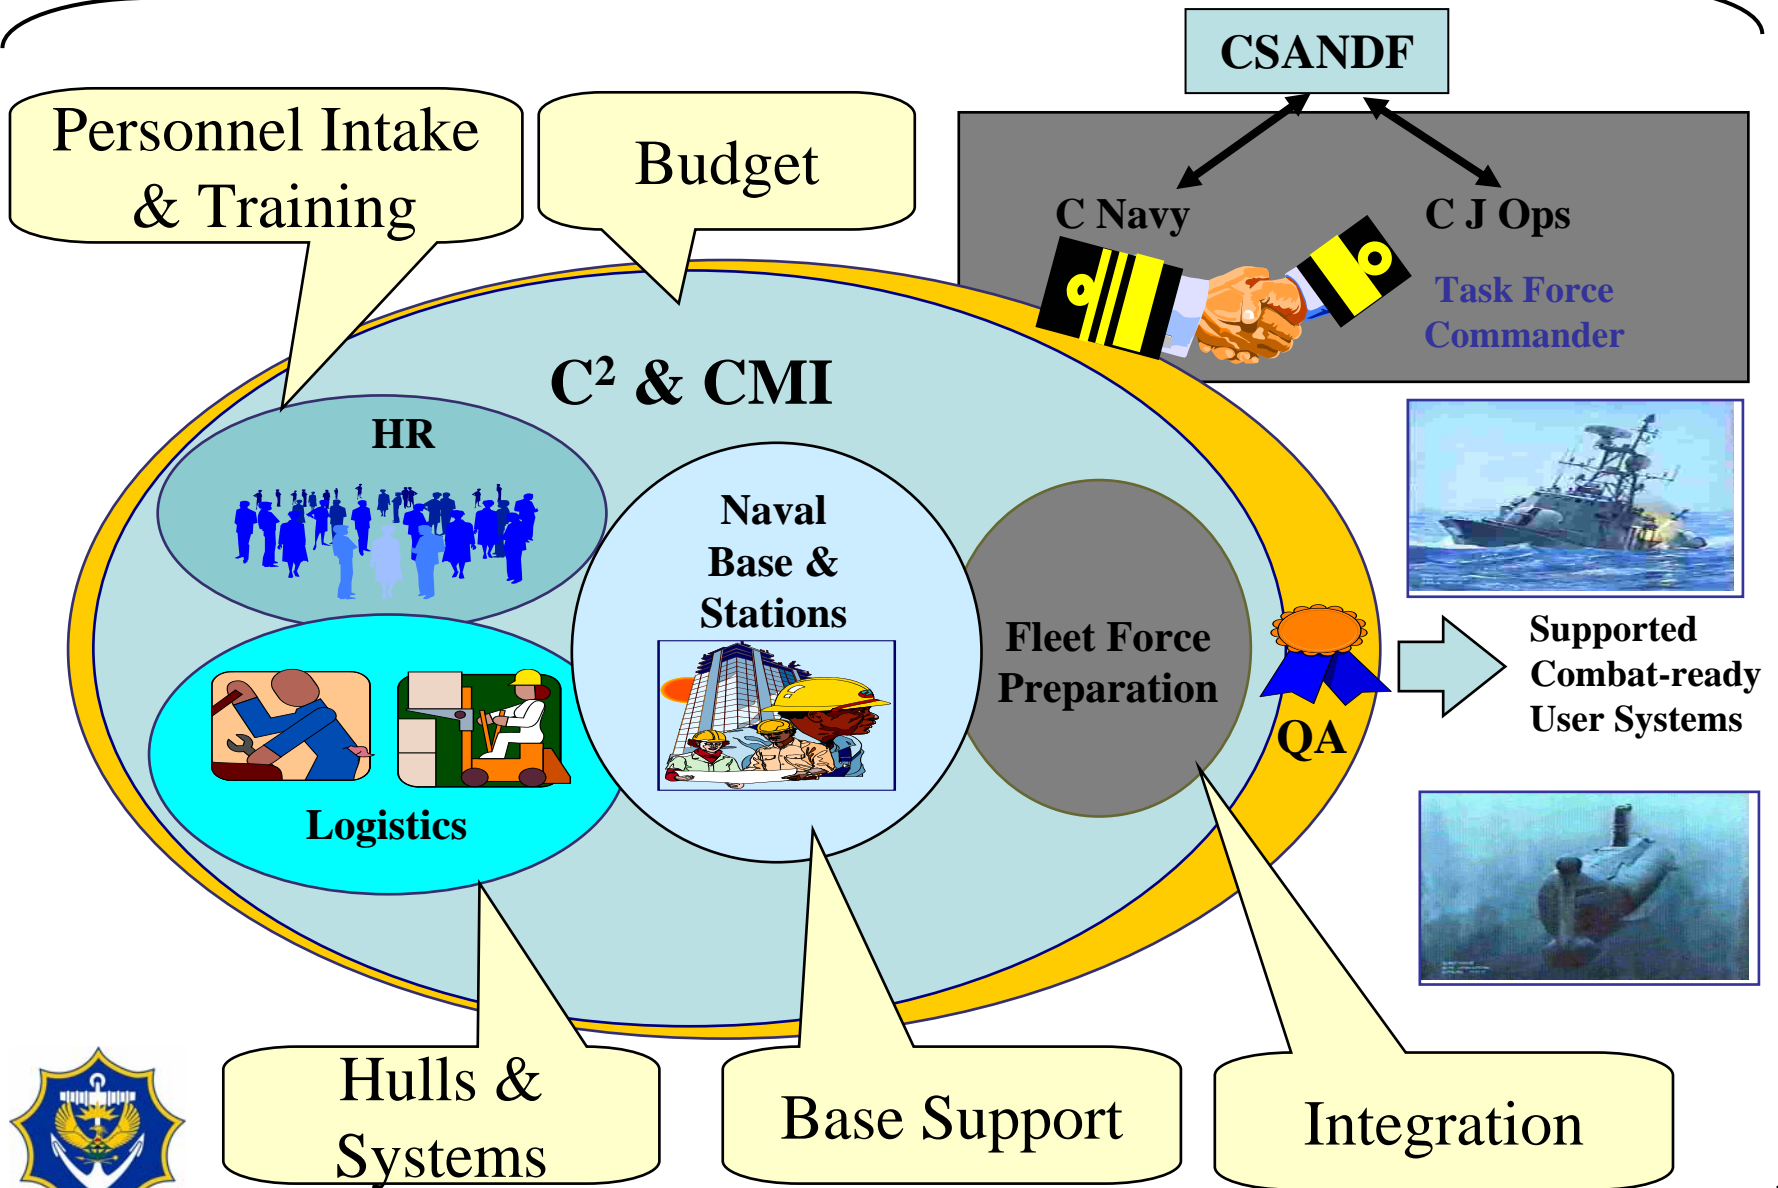 CSANDF
Personnel Intake
& Training
Budget
C Navy
C J Ops
Task Force
Commander
C² & CMI
HR
Naval
Base &
Stations
Fleet Force
Preparation
Supported
Combat-ready
User Systems
QA
Logistics
Hulls &
Systems
Base Support
Integration